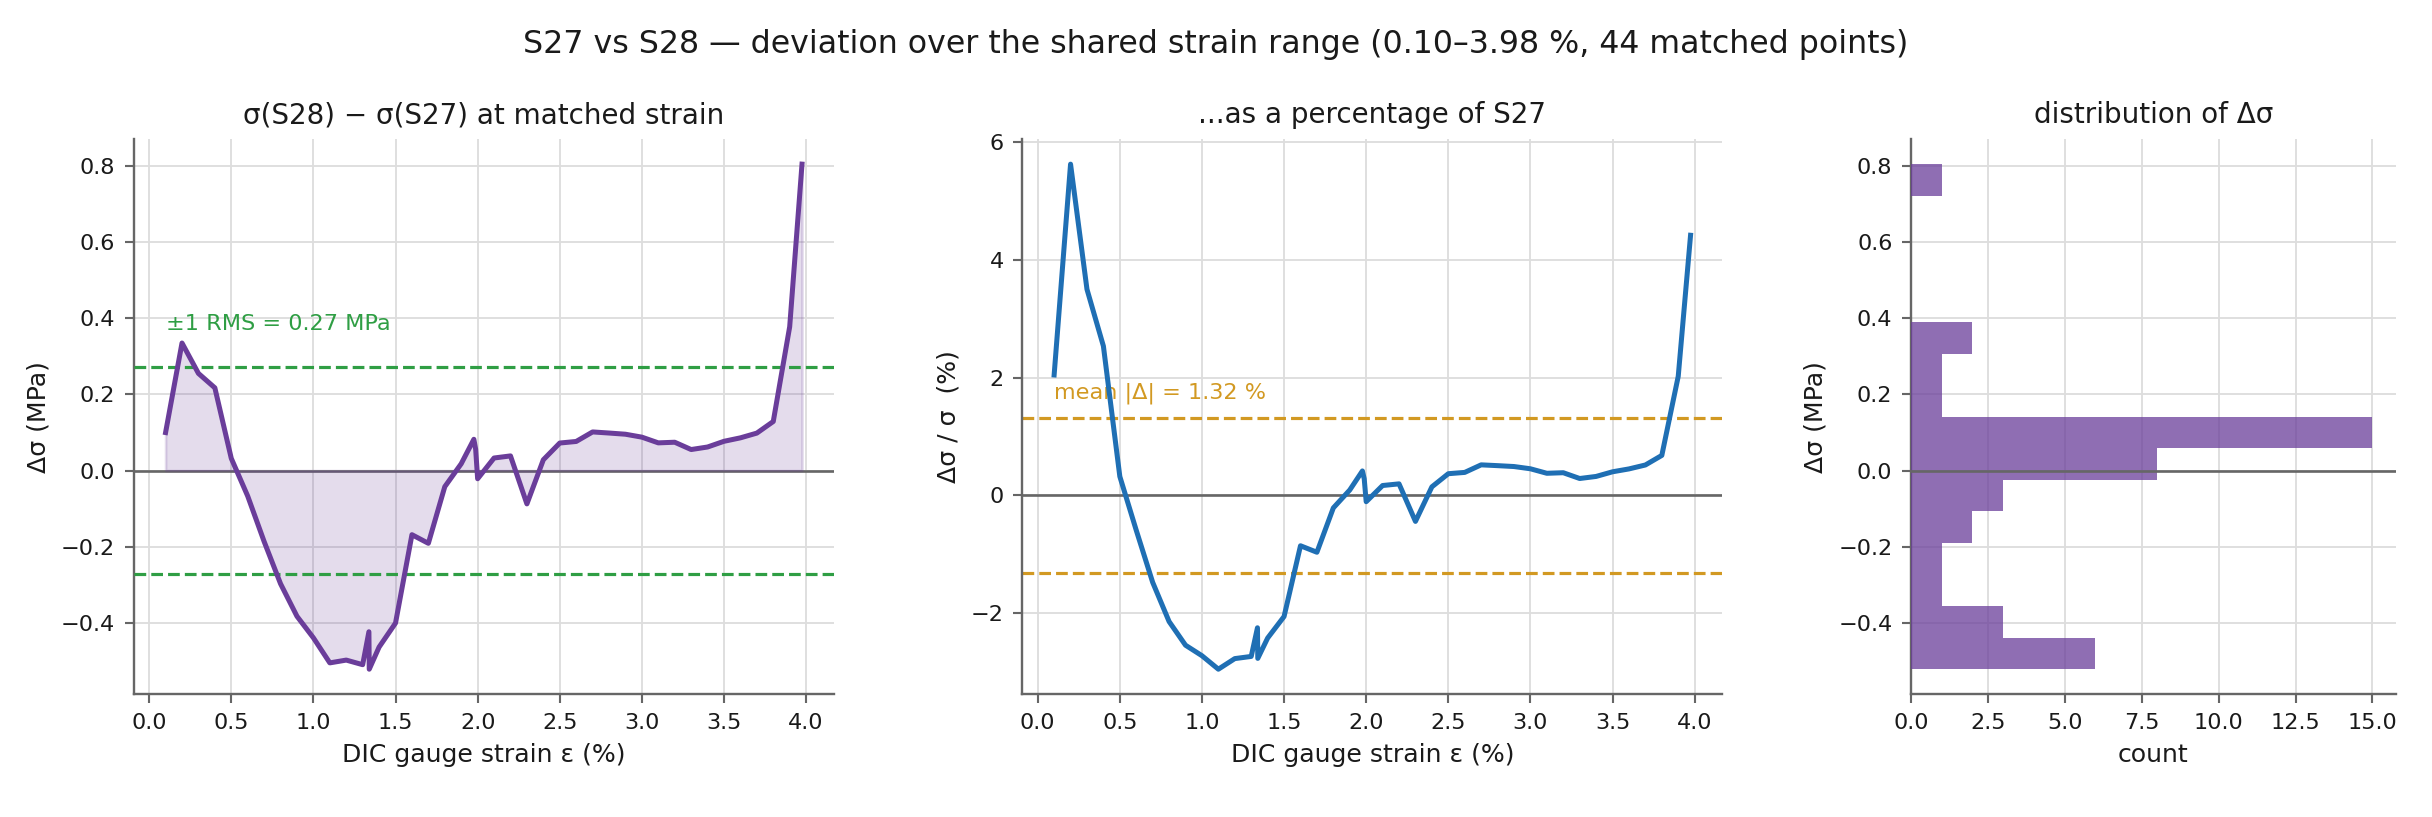 S27 vs S28 — deviation over the shared strain range (0.10–3.98 %, 44 matched points)
σ(S28) − σ(S27) at matched strain
Δσ (MPa)
0.8
0.6
0.4
0.2
0.0
−0.2
−0.4
±1 RMS = 0.27 MPa
0.0 0.5 1.0 1.5 2.0 2.5 3.0 3.5 4.0
DIC gauge strain ε (%)
...as a percentage of S27
Δσ / σ (%)
6
4
2
0
−2
mean |Δ| = 1.32 %
0.0 0.5 1.0 1.5 2.0 2.5 3.0 3.5 4.0
DIC gauge strain ε (%)
distribution of Δσ
Δσ (MPa)
0.8
0.6
0.4
0.2
0.0
−0.2
−0.4
0.0 2.5 5.0 7.5 10.0 12.5 15.0
count